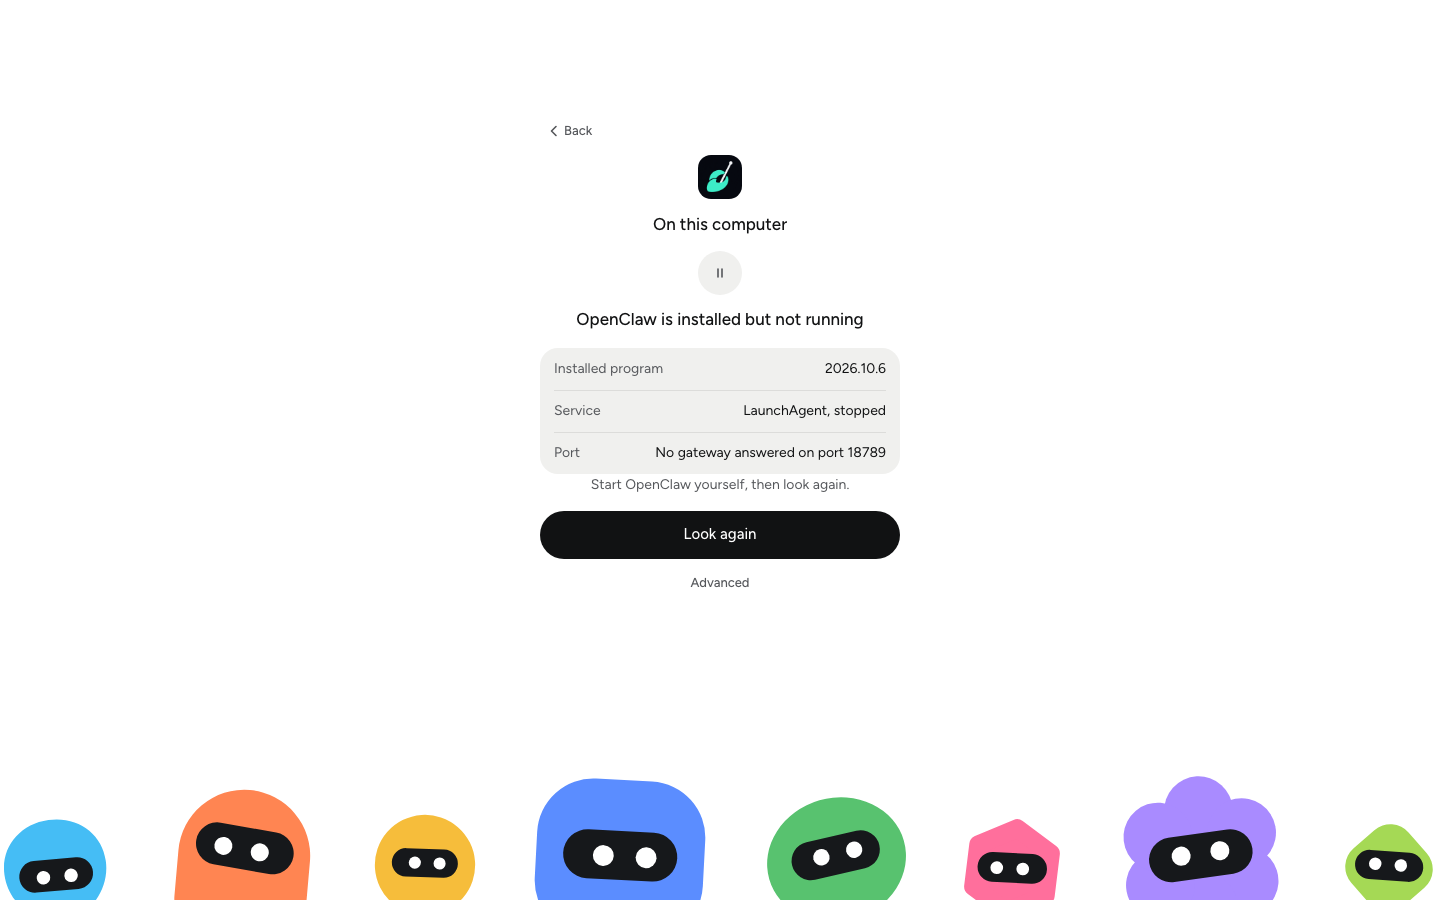 Back
On this computer
OpenClaw is installed but not running
Installed program 2026.10.6
Service LaunchAgent, stopped
Port No gateway answered on port 18789
Start OpenClaw yourself, then look again.
Look again
Advanced